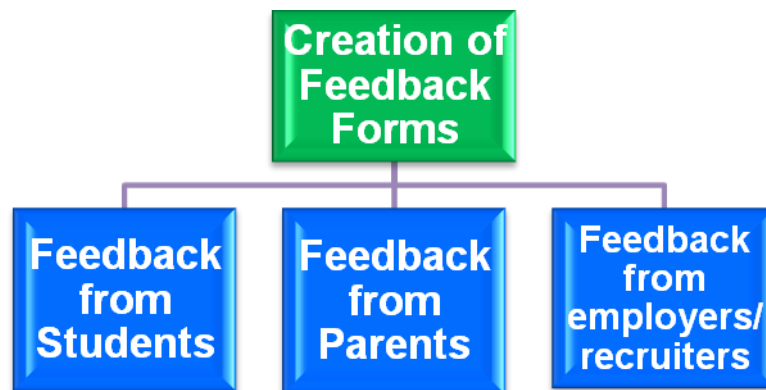 Creation of
Feedback
Forms
Feedback
from
Students
Feedback
from
Parents
Feedback
from
employers/
recruiters